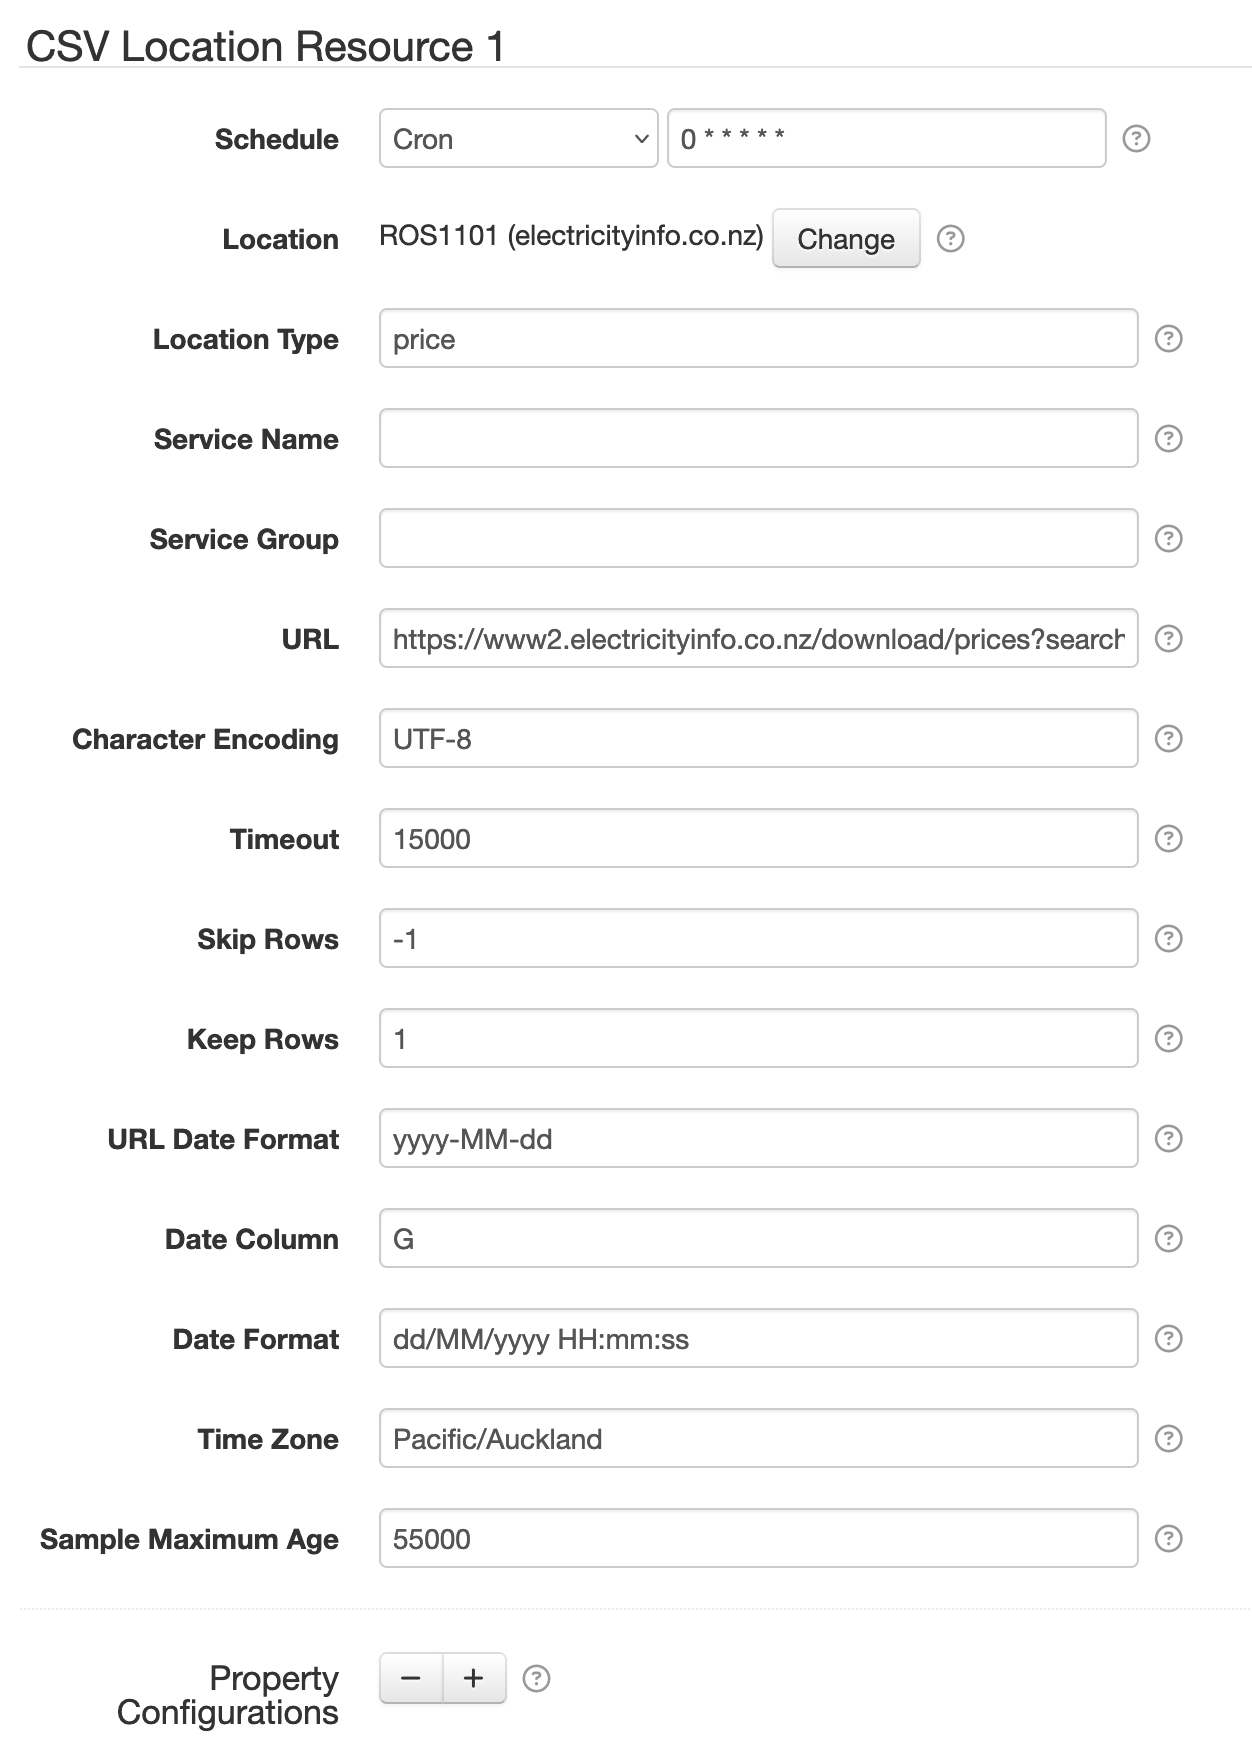 CSV Location Resource 1
Schedule Cron 0 * * * * *
Location ROS1101 (electricityinfo.co.nz) Change
Location Type price
Service Name
Service Group
URL https://www2.electricityinfo.co.nz/download/prices?search
Character Encoding UTF-8
Timeout 15000
Skip Rows -1
Keep Rows 1
URL Date Format yyyy-MM-dd
Date Column G
Date Format dd/MM/yyyy HH:mm:ss
Time Zone Pacific/Auckland
Sample Maximum Age 55000
Property
Configurations